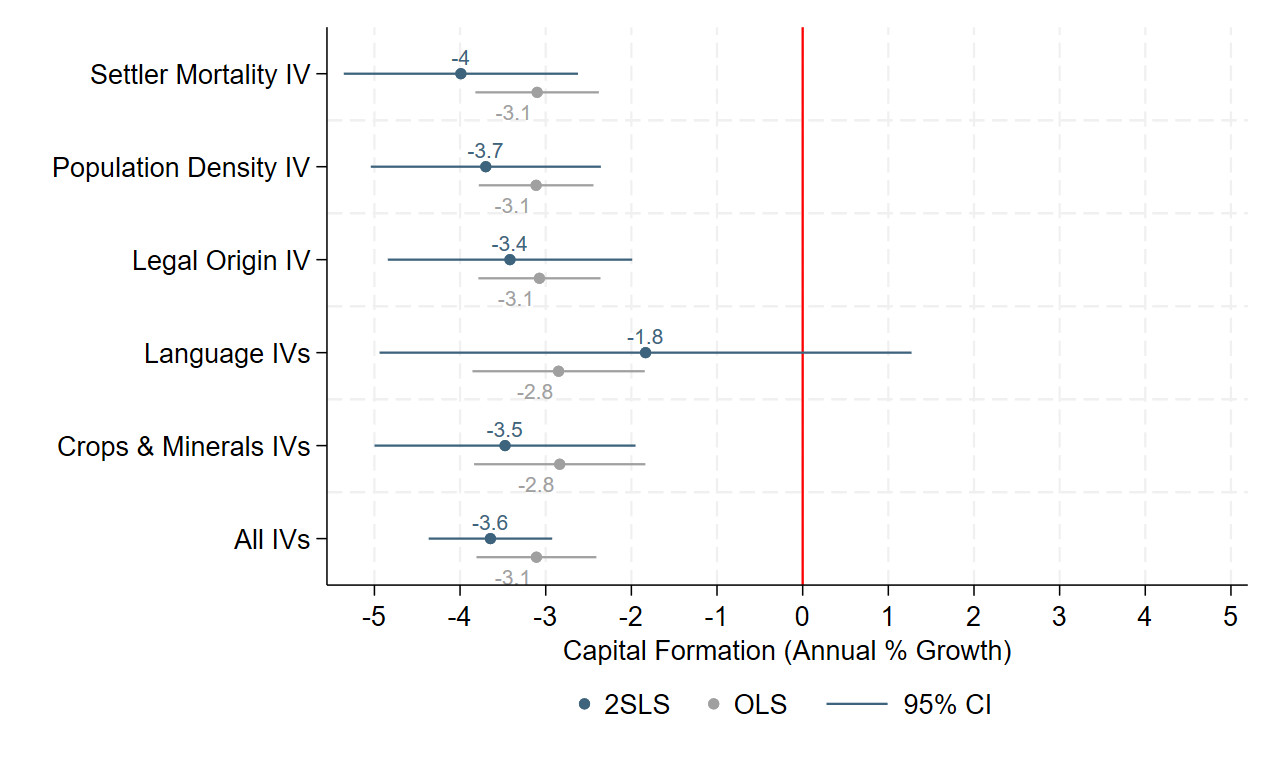 Settler Mortality IV
-4
-3.1
Population Density IV
-3.7
-3.1
Legal Origin IV
-3.4
-3.1
Language IVs
-1.8
-2.8
Crops & Minerals IVs
-3.5
-2.8
All IVs
-3.6
-3.1
-5 -4 -3 -2 -1 0 1 2 3 4 5
Capital Formation (Annual % Growth)
2SLS OLS 95% CI